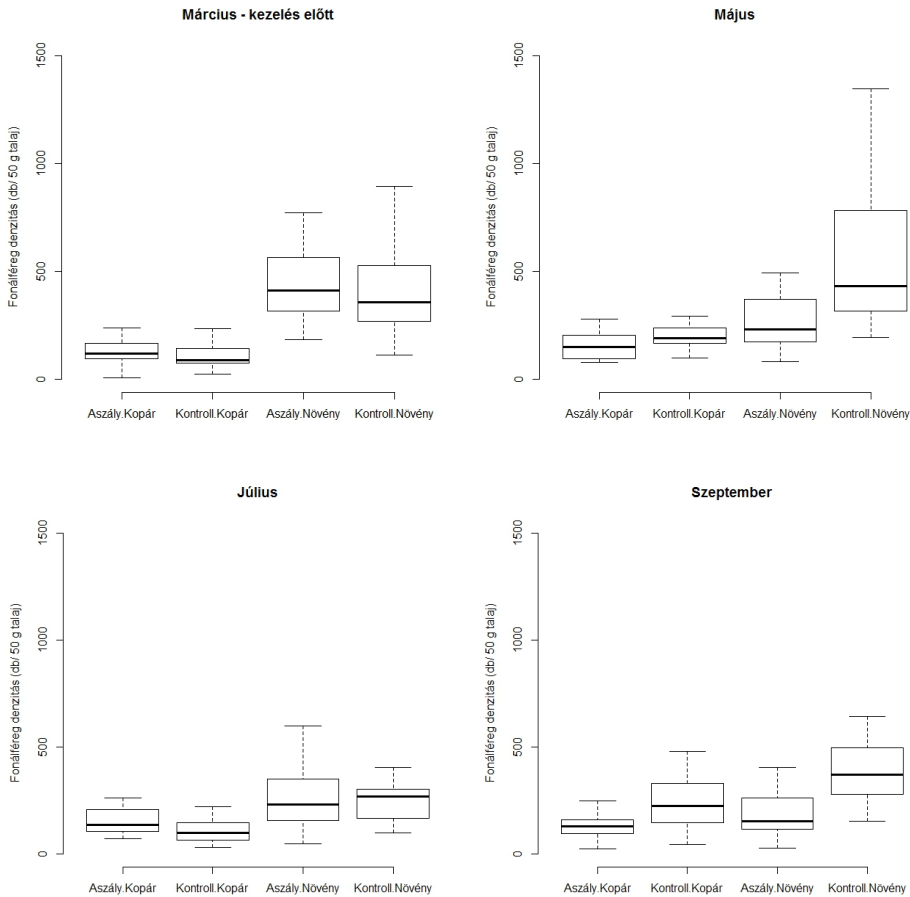 Március - kezelés előtt
Fonálféreg denzitás (db/ 50 g talaj)
1500
1000
500
0
Aszály.Kopár Kontroll.Kopár Aszály.Növény Kontroll.Növény
Május
Fonálféreg denzitás (db/ 50 g talaj)
1500
1000
500
0
Aszály.Kopár Kontroll.Kopár Aszály.Növény Kontroll.Növény
Július
Fonálféreg denzitás (db/ 50 g talaj)
1500
1000
500
0
Aszály.Kopár Kontroll.Kopár Aszály.Növény Kontroll.Növény
Szeptember
Fonálféreg denzitás (db/ 50 g talaj)
1500
1000
500
0
Aszály.Kopár Kontroll.Kopár Aszály.Növény Kontroll.Növény